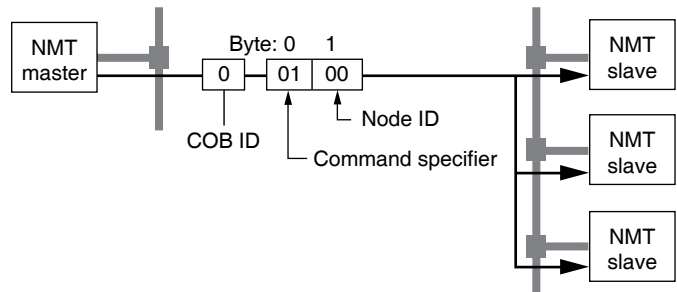 NMT
master
Byte: 0 1
0
01 00
COB ID
Node ID
Command specifier
NMT
slave
NMT
slave
NMT
slave